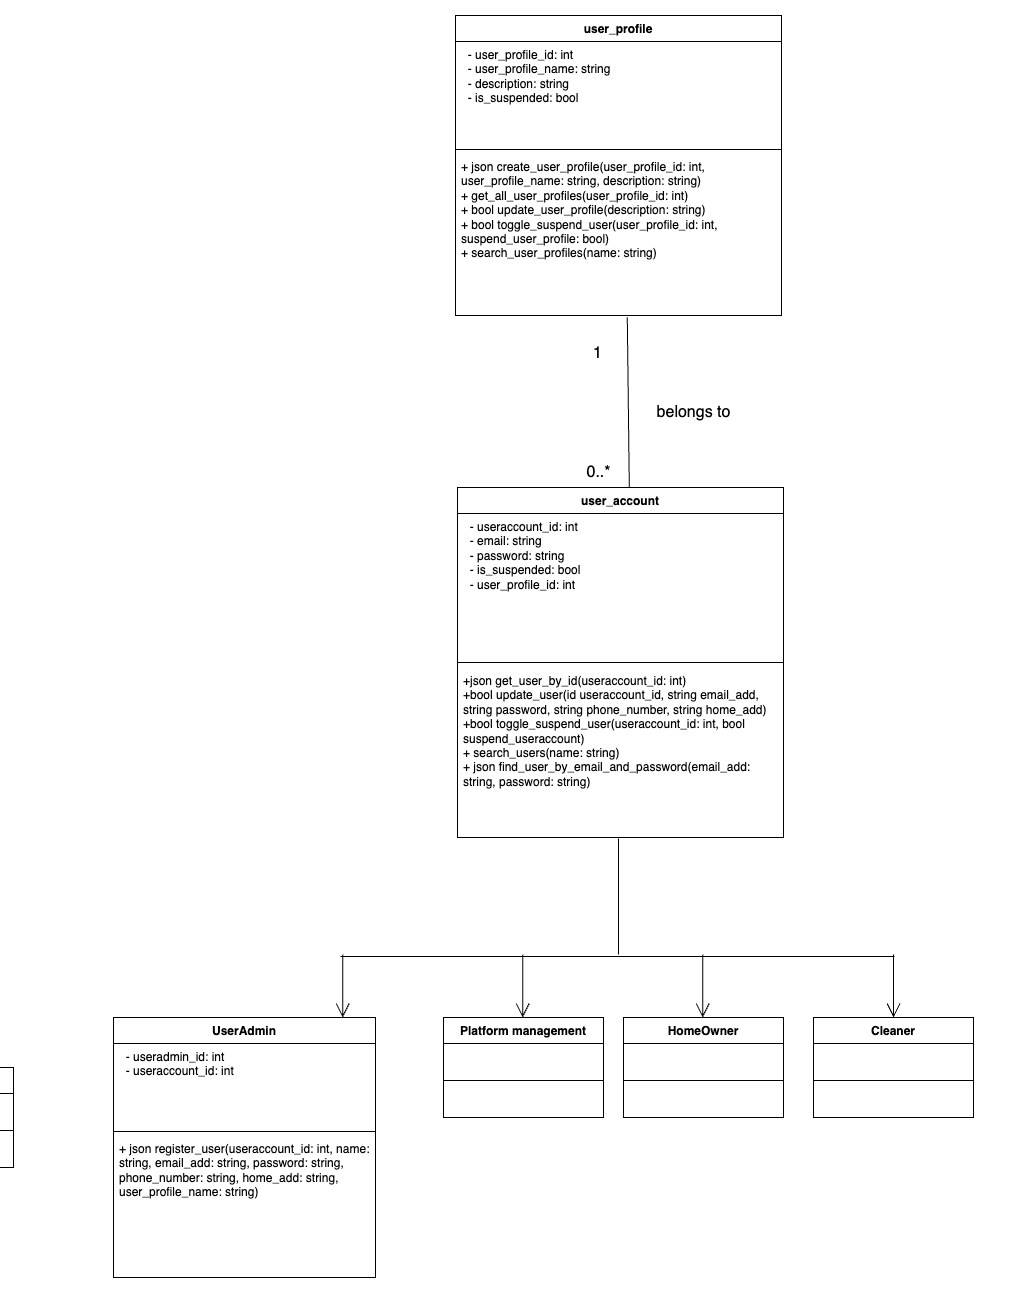 user_profile
- user_profile_id: int
- user_profile_name: string
- description: string
- is_suspended: bool
+ json create_user_profile(user_profile_id: int,
user_profile_name: string, description: string)
+ get_all_user_profiles(user_profile_id: int)
+ bool update_user_profile(description: string)
+ bool toggle_suspend_user(user_profile_id: int,
suspend_user_profile: bool)
+ search_user_profiles(name: string)
1
belongs to
0..*
user_account
- useraccount_id: int
- email: string
- password: string
- is_suspended: bool
- user_profile_id: int
+json get_user_by_id(useraccount_id: int)
+bool update_user(id useraccount_id, string email_add,
string password, string phone_number, string home_add)
+bool toggle_suspend_user(useraccount_id: int, bool
suspend_useraccount)
+ search_users(name: string)
+ json find_user_by_email_and_password(email_add:
string, password: string)
UserAdmin
- useradmin_id: int
- useraccount_id: int
+ json register_user(useraccount_id: int, name:
string, email_add: string, password: string,
phone_number: string, home_add: string,
user_profile_name: string)
Platform management
HomeOwner
Cleaner